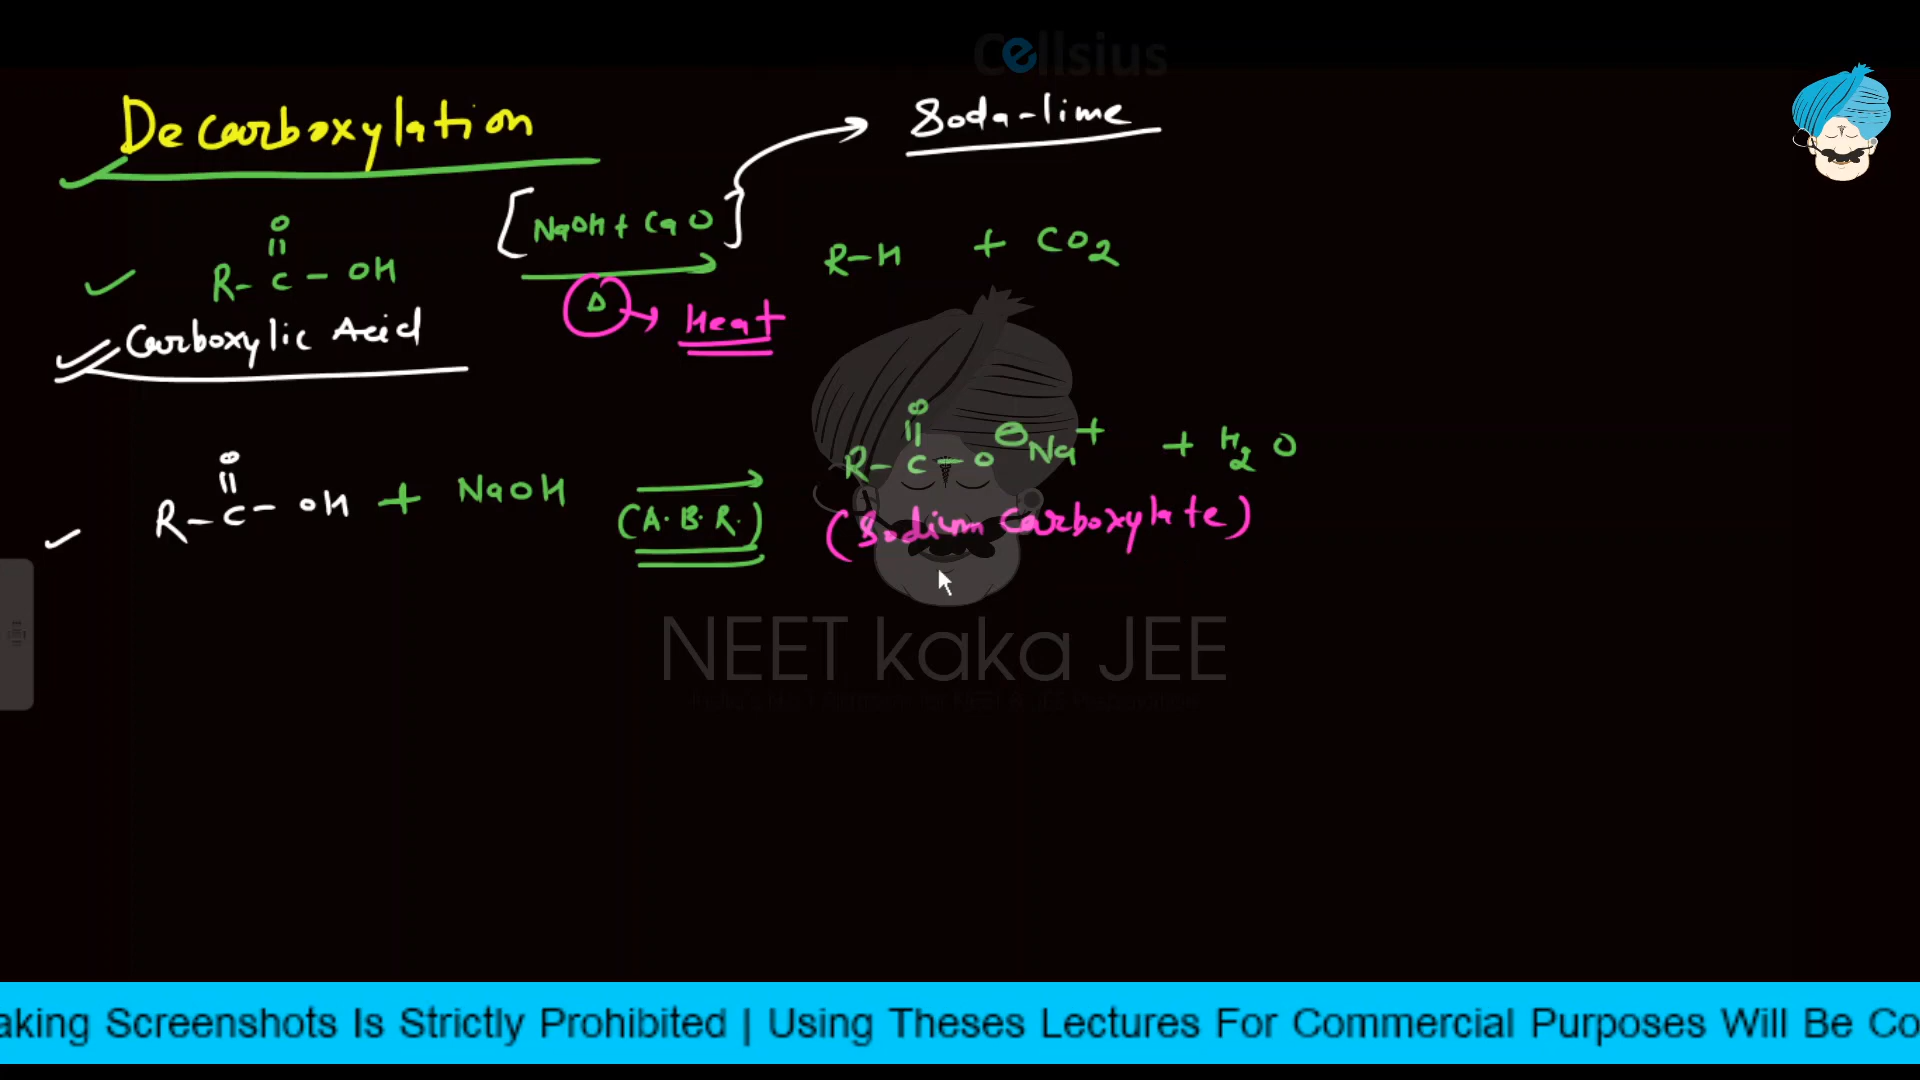 Cellsius
Decarboxylation
Soda-lime
[NaOH + CaO]
O
R-C-OH
R-H + CO2
Δ → Heat
Carboxylic Acid
O
R-C-O⊖Na+ + H2O
O
R-C-OH + NaOH
(A.B.R.)
(Sodium carboxylate)
NEET kaka JEE
aking Screenshots Is Strictly Prohibited | Using Theses Lectures For Commercial Purposes Will Be Co